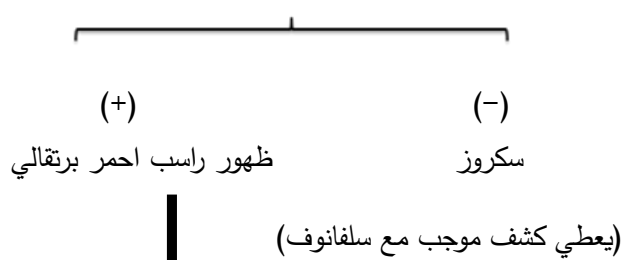 (+) (-)
ظهور راسب احمر برتقالي سكروز
(يعطي كشف موجب مع سلفانوف)